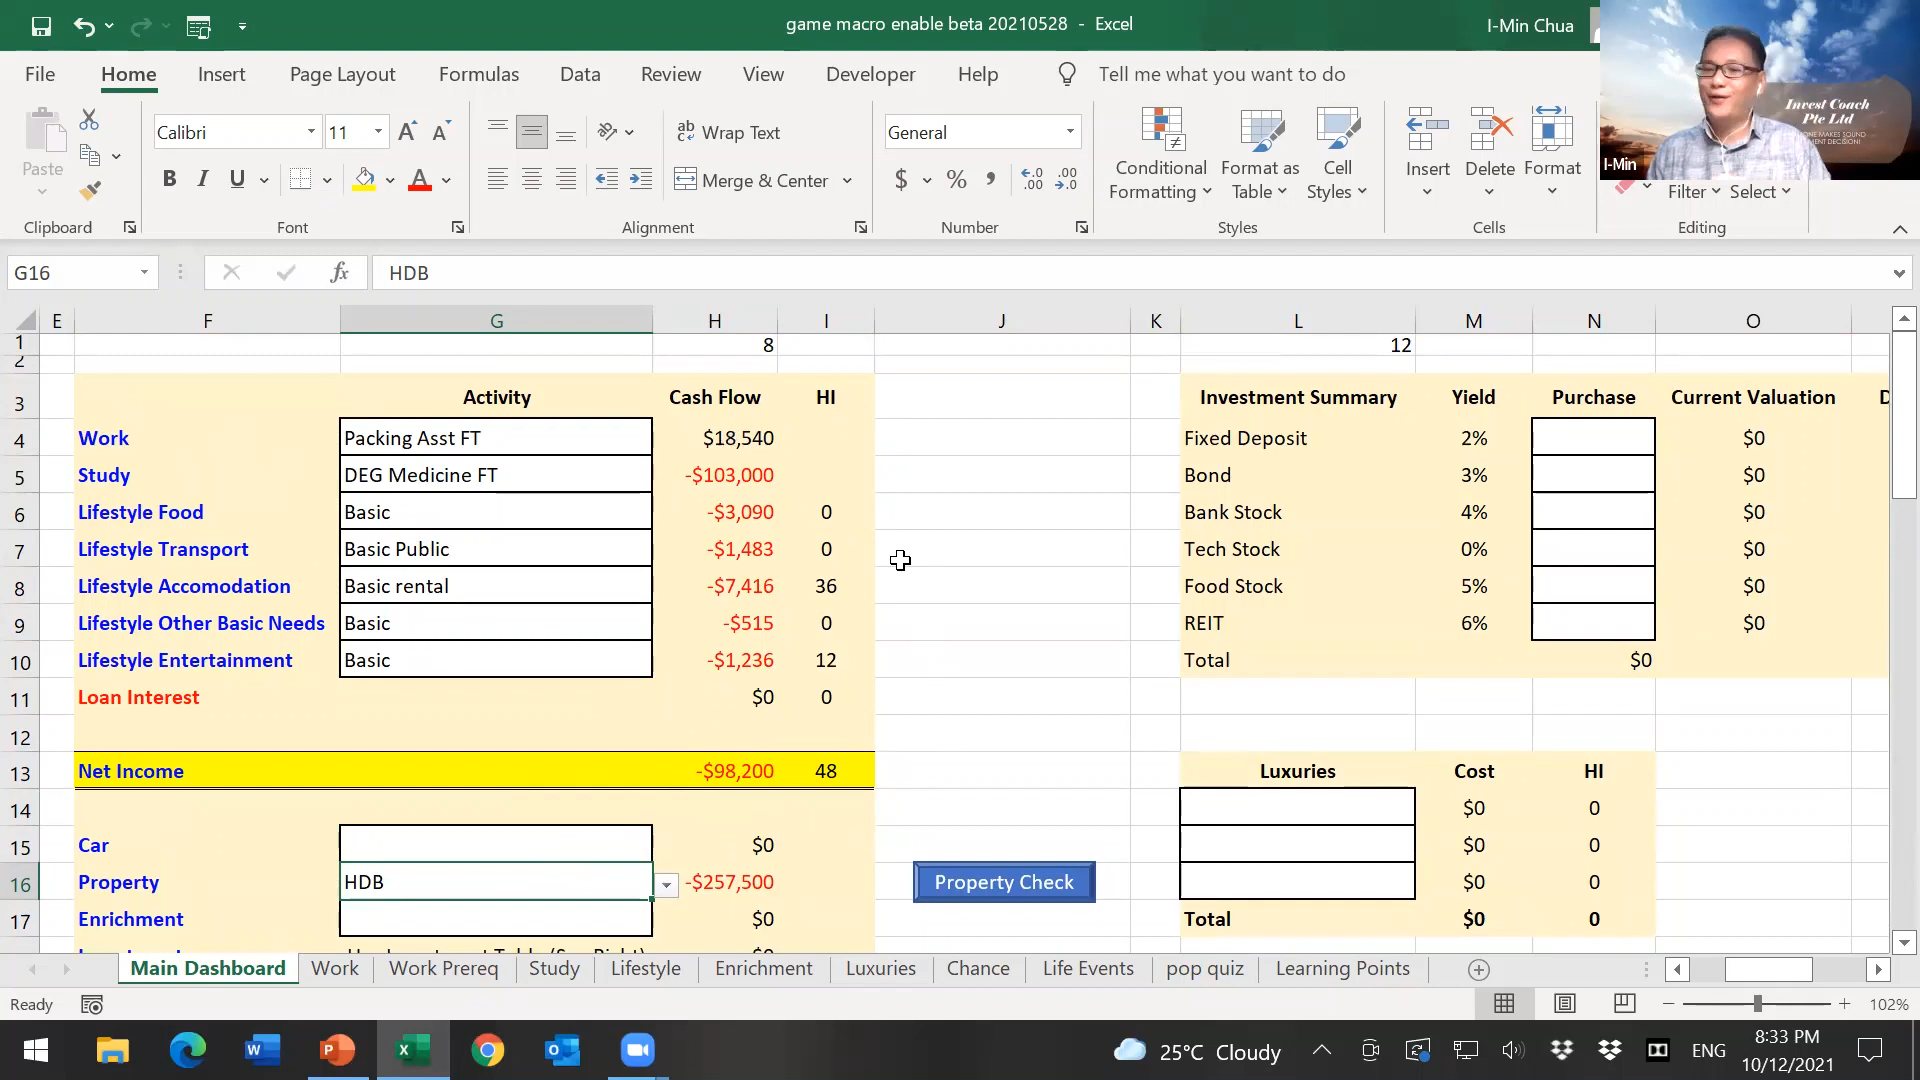 game macro enable beta 20210528 - Excel
I-Min Chua
File Home Insert Page Layout Formulas Data Review View Developer Help Tell me what you want to do
Invest Coach
Pte Ltd
I-Min
Calibri 11
General
Paste
B I U
A A
ab Wrap Text
Merge & Center
$ % ,
Conditional Formatting
Format as Table
Cell Styles
Insert
Delete
Format
Filter
Select
Clipboard Font Alignment Number Styles Cells Editing
G16 fx HDB
E F G H I J K L M N O
1 8 12
2
3 Activity Cash Flow HI Investment Summary Yield Purchase Current Valuation
4 Work Packing Asst FT $18,540 Fixed Deposit 2% $0
5 Study DEG Medicine FT -$103,000 Bond 3% $0
6 Lifestyle Food Basic -$3,090 0 Bank Stock 4% $0
7 Lifestyle Transport Basic Public -$1,483 0 Tech Stock 0% $0
8 Lifestyle Accomodation Basic rental -$7,416 36 Food Stock 5% $0
9 Lifestyle Other Basic Needs Basic -$515 0 REIT 6% $0
10 Lifestyle Entertainment Basic -$1,236 12 Total $0
11 Loan Interest $0 0
12
13 Net Income -$98,200 48 Luxuries Cost HI
14 $0 0
15 Car $0 $0 0
16 Property HDB -$257,500 Property Check $0 0
17 Enrichment $0 Total $0 0
Main Dashboard Work Work Prereq Study Lifestyle Enrichment Luxuries Chance Life Events pop quiz Learning Points
Ready
102%
25°C Cloudy
ENG
8:33 PM
10/12/2021